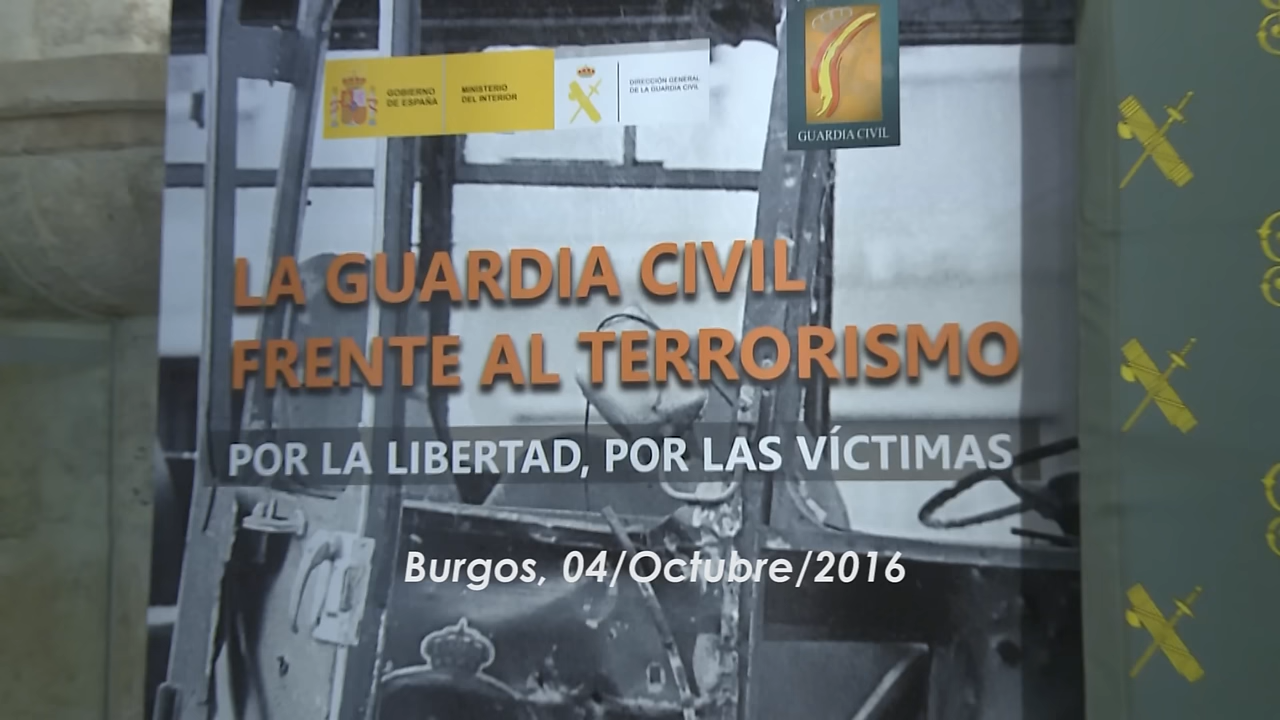 GOBIERNO
DE ESPAÑA
MINISTERIO
DEL INTERIOR
DIRECCIÓN GENERAL
DE LA GUARDIA CIVIL
GUARDIA CIVIL
LA GUARDIA CIVIL
FRENTE AL TERRORISMO
POR LA LIBERTAD, POR LAS VÍCTIMAS
Burgos, 04/Octubre/2016